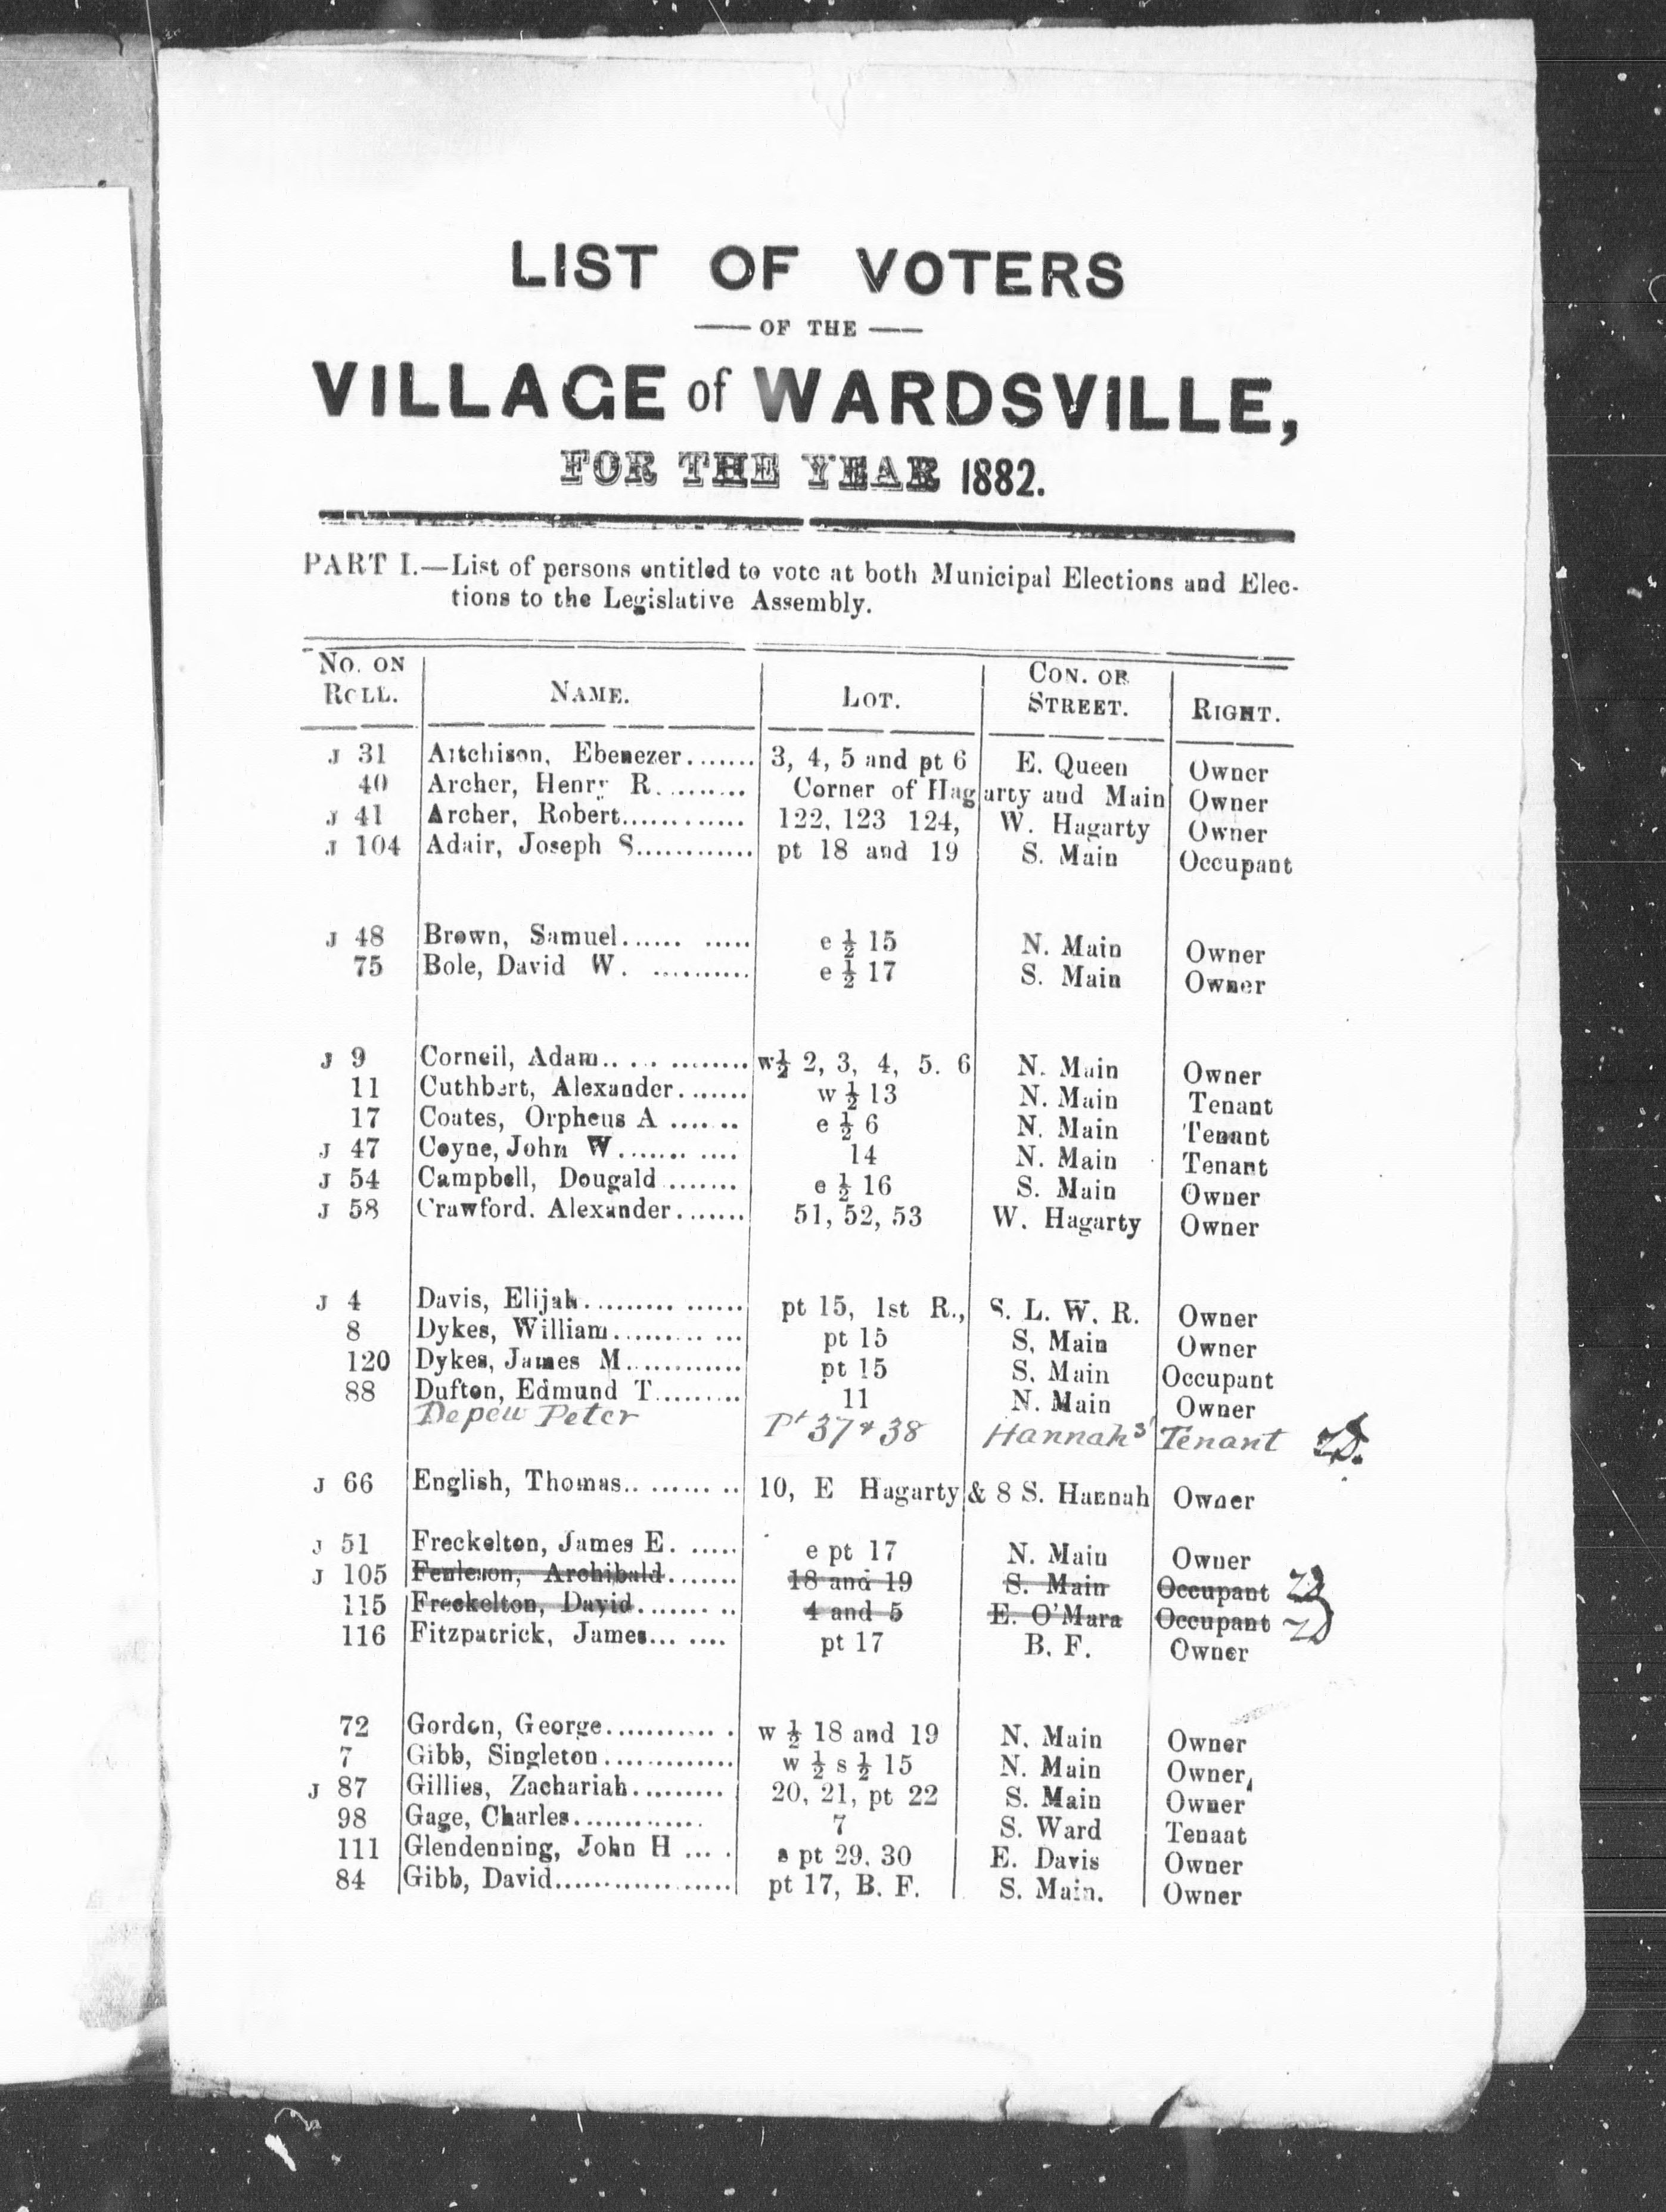 LIST OF VOTERS
— OF THE —
VILLAGE of WARDSVILLE,
FOR THE YEAR 1882.
PART I.—List of persons entitled to vote at both Municipal Elections and Elec-
tions to the Legislative Assembly.
NO. ON ROLL. NAME. LOT. CON. OR STREET. RIGHT.
J 31 Aitchison, Ebenezer....... 3, 4, 5 and pt 6 E. Queen Owner
40 Archer, Henry R......... Corner of Hagarty and Main Owner
J 41 Archer, Robert............ 122, 123 124, W. Hagarty Owner
J 104 Adair, Joseph S............ pt 18 and 19 S. Main Occupant
J 48 Brown, Samuel...... ..... e ½ 15 N. Main Owner
75 Bole, David W. .......... e ½ 17 S. Main Owner
J 9 Corneil, Adam.. . . ........ w½ 2, 3, 4, 5. 6 N. Main Owner
11 Cuthbert, Alexander....... w ½ 13 N. Main Tenant
17 Coates, Orpheus A ....... e ½ 6 N. Main Tenant
J 47 Coyne, John W....... .... 14 N. Main Tenant
J 54 Campbell, Dougald ....... e ½ 16 S. Main Owner
J 58 Crawford. Alexander....... 51, 52, 53 W. Hagarty Owner
J 4 Davis, Elijah......... ...... pt 15, 1st R., S. L. W. R. Owner
8 Dykes, William......... ... pt 15 S, Main Owner
120 Dykes, James M............ pt 15 S. Main Occupant
88 Dufton, Edmund T......... 11 N. Main Owner
Depew Peter Pt 37 & 38 Hannah St Tenant
J 66 English, Thomas.. ...... .. 10, E Hagarty & 8 S. Hannah Owner
J 51 Freckelton, James E. ..... e pt 17 N. Main Owner
J 105 Fenleson, Archibald....... 18 and 19 S. Main Occupant
115 Freckelton, David....... .. 4 and 5 E. O'Mara Occupant
116 Fitzpatrick, James... .... pt 17 B. F. Owner
72 Gordon, George........... . w ½ 18 and 19 N. Main Owner
7 Gibb, Singleton............. w ½ s ½ 15 N. Main Owner,
J 87 Gillies, Zachariah......... 20, 21, pt 22 S. Main Owner
98 Gage, Charles............. 7 S. Ward Tenaat
111 Glendenning, John H ... . s pt 29, 30 E. Davis Owner
84 Gibb, David.................. pt 17, B. F. S. Main. Owner